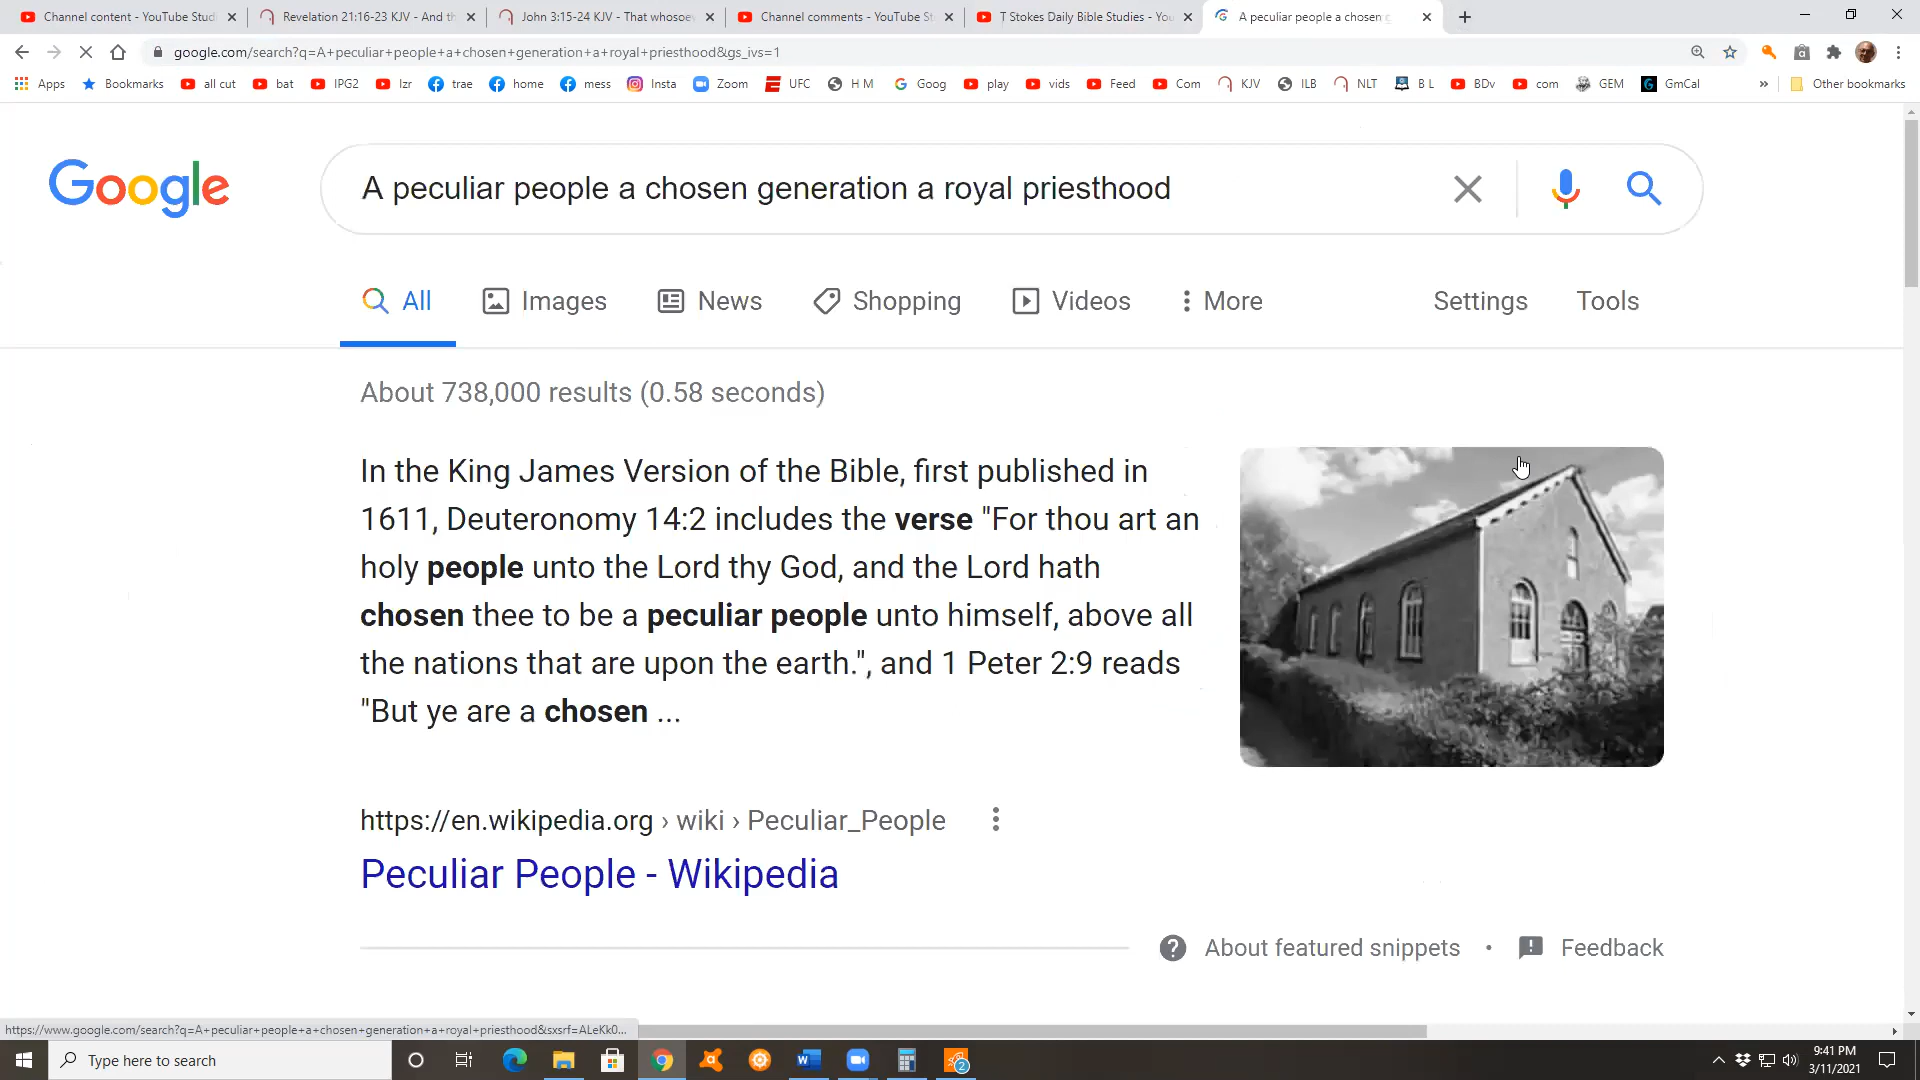 Channel content - YouTube Studi
Revelation 21:16-23 KJV - And th
John 3:15-24 KJV - That whosoev
Channel comments - YouTube St
T Stokes Daily Bible Studies - You
A peculiar people a chosen g
google.com/search?q=A+peculiar+people+a+chosen+generation+a+royal+priesthood&gs_ivs=1
Apps Bookmarks all cut bat IPG2 lzr trae home mess Insta Zoom UFC H M Goog play vids Feed Com KJV ILB NLT B L BDv com GEM GmCal » Other bookmarks
Google
A peculiar people a chosen generation a royal priesthood
All Images News Shopping Videos More Settings Tools
About 738,000 results (0.58 seconds)
In the King James Version of the Bible, first published in
1611, Deuteronomy 14:2 includes the verse "For thou art an
holy people unto the Lord thy God, and the Lord hath
chosen thee to be a peculiar people unto himself, above all
the nations that are upon the earth.", and 1 Peter 2:9 reads
"But ye are a chosen ...
https://en.wikipedia.org › wiki › Peculiar_People
Peculiar People - Wikipedia
About featured snippets • Feedback
https://www.google.com/search?q=A+peculiar+people+a+chosen+generation+a+royal+priesthood&sxsrf=ALeKk0...
Type here to search
2
9:41 PM
3/11/2021